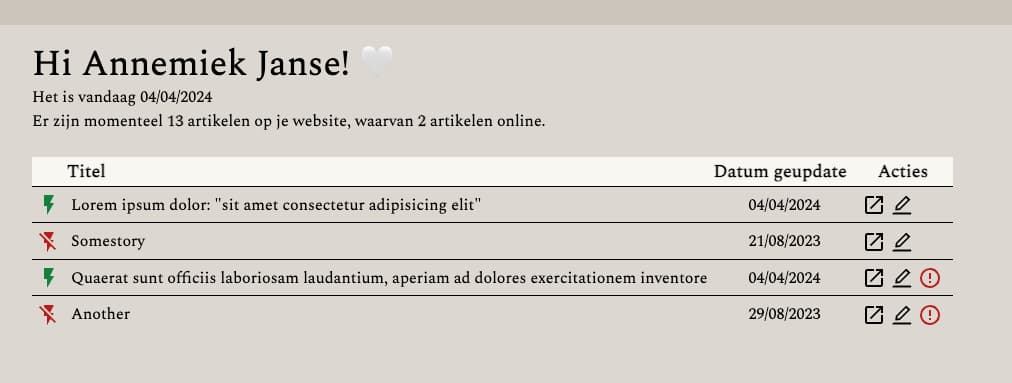 Hi Annemiek Janse! 🤍
Het is vandaag 04/04/2024
Er zijn momenteel 13 artikelen op je website, waarvan 2 artikelen online.
Titel Datum geupdate Acties
Lorem ipsum dolor: "sit amet consectetur adipisicing elit" 04/04/2024
Somestory 21/08/2023
Quaerat sunt officiis laboriosam laudantium, aperiam ad dolores exercitationem inventore 04/04/2024
Another 29/08/2023